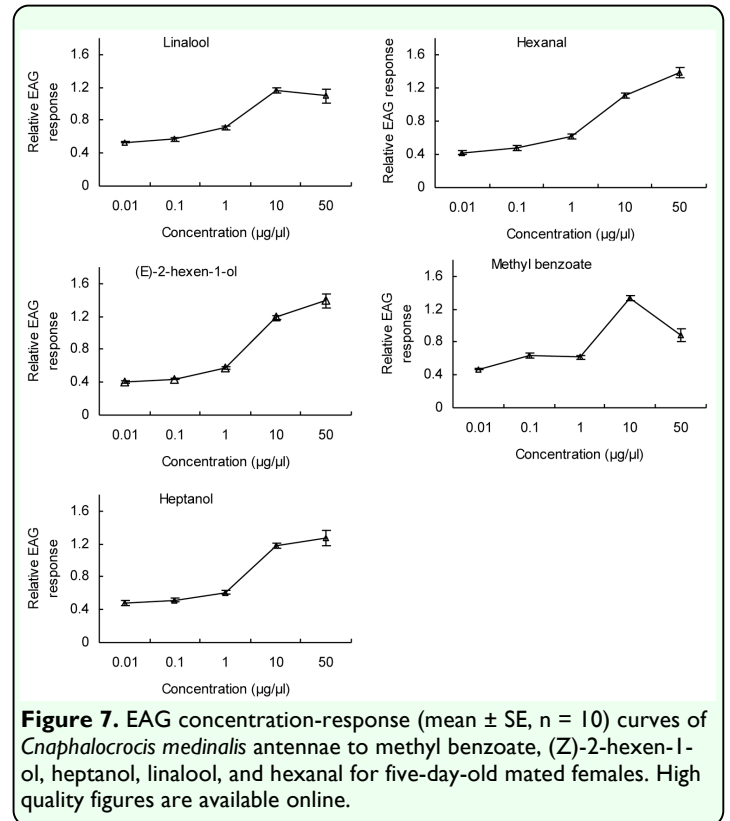 Linalool
1.6
1.2
0.8
0.4
0
Relative EAG
response
0.01 0.1 1 10 50
Concentration (µg/µl)
Hexanal
1.6
1.2
0.8
0.4
0
Relative EAG response
0.01 0.1 1 10 50
Concentration (µg/µl)
(E)-2-hexen-1-ol
1.6
1.2
0.8
0.4
0
Relative EAG
response
0.01 0.1 1 10 50
Concentration (µg/µl)
Methyl benzoate
1.6
1.2
0.8
0.4
0
Relative EAG
response
0.01 0.1 1 10 50
Concentration (µg/µl)
Heptanol
1.6
1.2
0.8
0.4
0
Relative EAG
response
0.01 0.1 1 10 50
Concentration (µg/µl)
Figure 7. EAG concentration-response (mean ± SE, n = 10) curves of
Cnaphalocrocis medinalis antennae to methyl benzoate, (Z)-2-hexen-1-
ol, heptanol, linalool, and hexanal for five-day-old mated females. High
quality figures are available online.